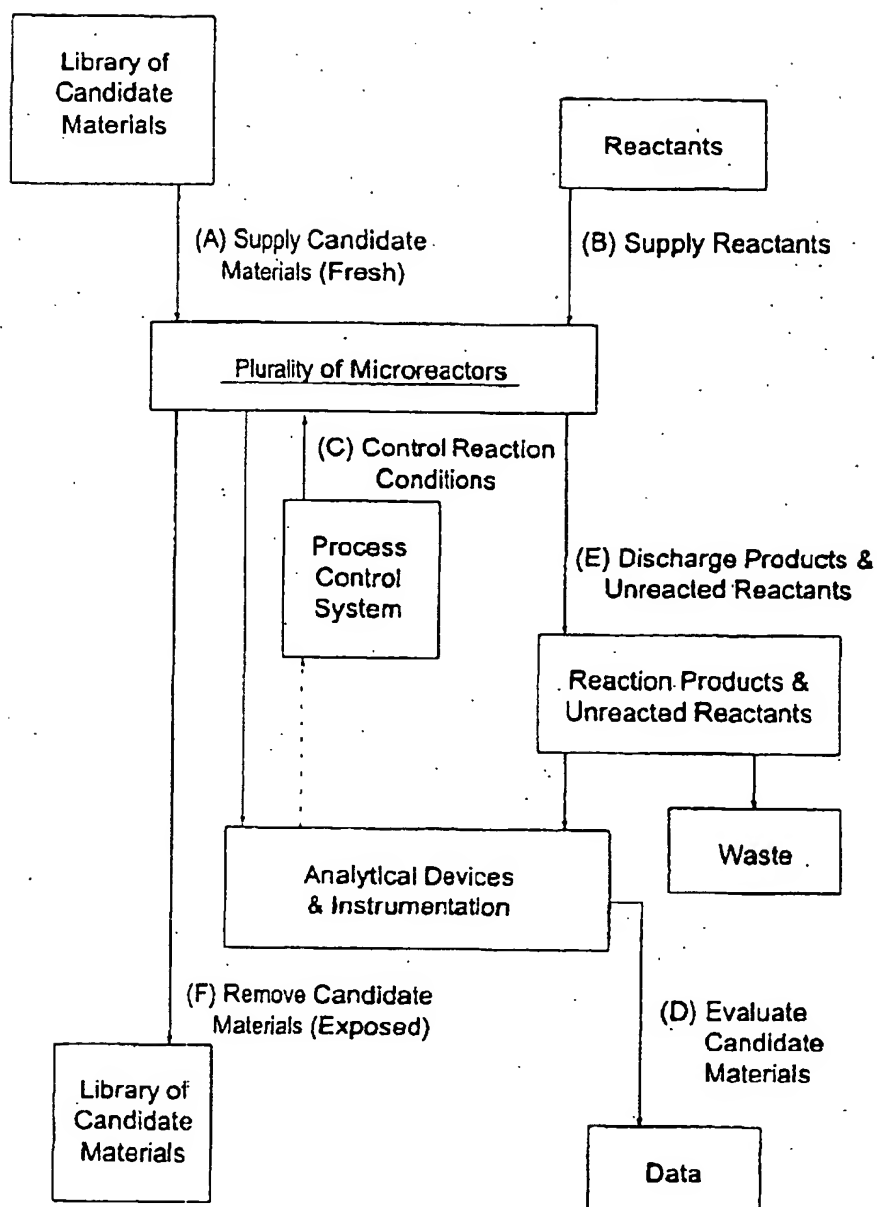 Library of
Candidate
Materials
Reactants
(A) Supply Candidate
Materials (Fresh)
(B) Supply Reactants
Plurality of Microreactors
(C) Control Reaction
Conditions
Process
Control
System
(E) Discharge Products &
Unreacted Reactants
Reaction Products &
Unreacted Reactants
Waste
Analytical Devices
& Instrumentation
(F) Remove Candidate
Materials (Exposed)
(D) Evaluate
Candidate
Materials
Library of
Candidate
Materials
Data